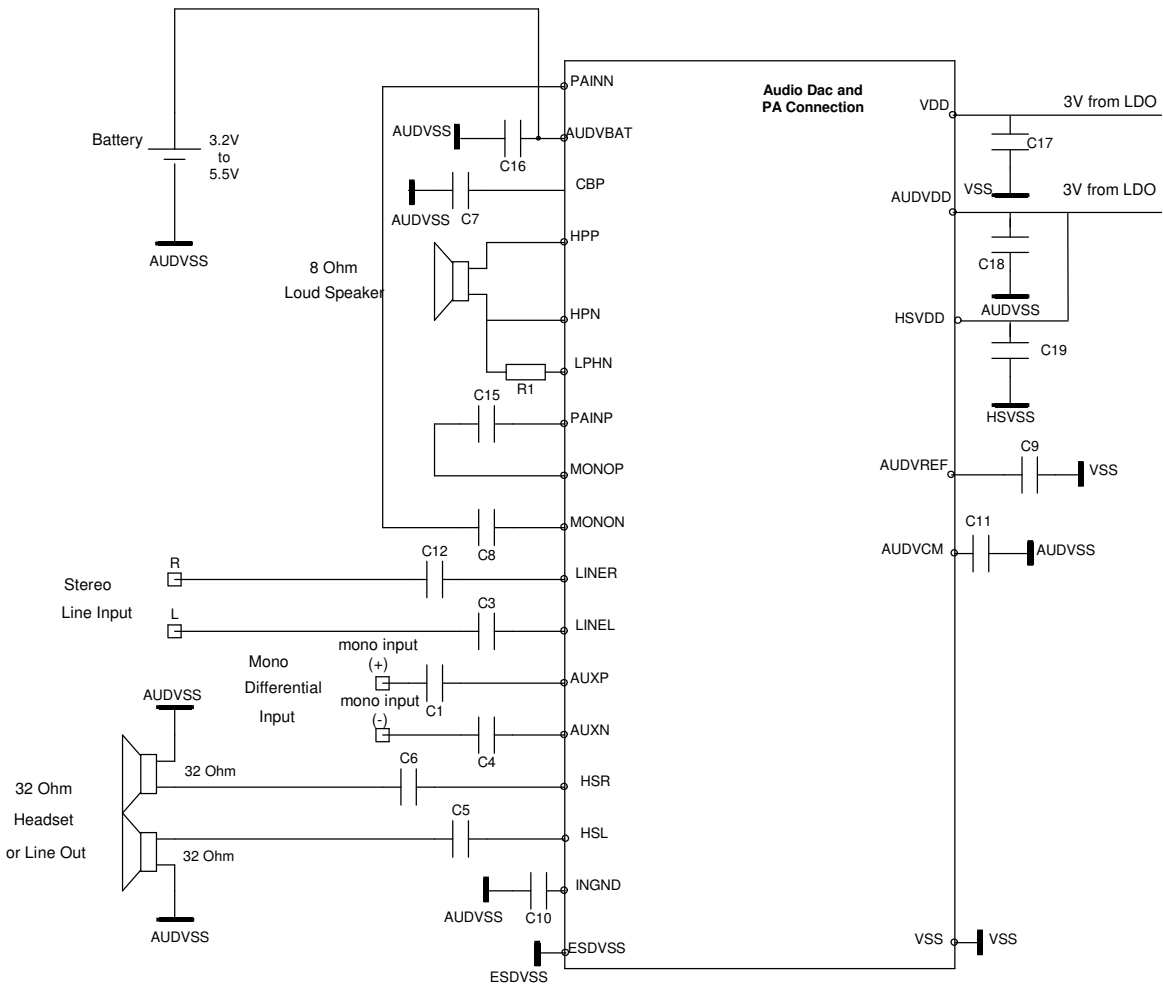 Audio Dac and
PA Connection
Battery
3.2V
to
5.5V
AUDVSS
PAINN
AUDVSS
C16
AUDVBAT
AUDVSS
C7
CBP
8 Ohm
Loud Speaker
HPP
HPN
LPHN
R1
C15
PAINP
MONOP
MONON
C8
Stereo
Line Input
R
C12
LINER
L
C3
LINEL
Mono
Differential
Input
mono input
(+)
C1
AUXP
mono input
(-)
C4
AUXN
AUDVSS
32 Ohm
Headset
or Line Out
32 Ohm
C6
HSR
32 Ohm
C5
HSL
AUDVSS
AUDVSS
C10
INGND
ESDVSS
ESDVSS
VDD
3V from LDO
C17
VSS
AUDVDD
3V from LDO
C18
AUDVSS
HSVDD
C19
HSVSS
AUDVREF
C9
VSS
AUDVCM
C11
AUDVSS
VSS
VSS